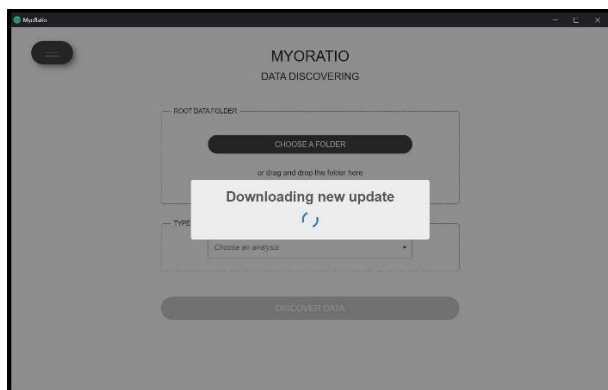 MyoRatio
MYORATIO
DATA DISCOVERING
ROOT DATA FOLDER
CHOOSE A FOLDER
or drag and drop the folder here
Downloading new update
TYPE
Choose an analysis
DISCOVER DATA